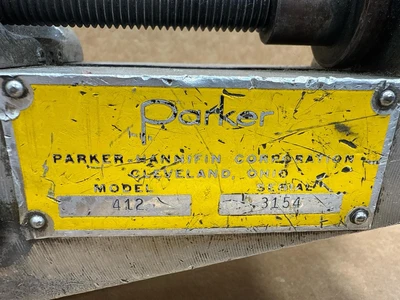 Parker
PARKER-HANNIFIN CORPORATION
CLEVELAND, OHIO
MODEL SERIAL
412 3154